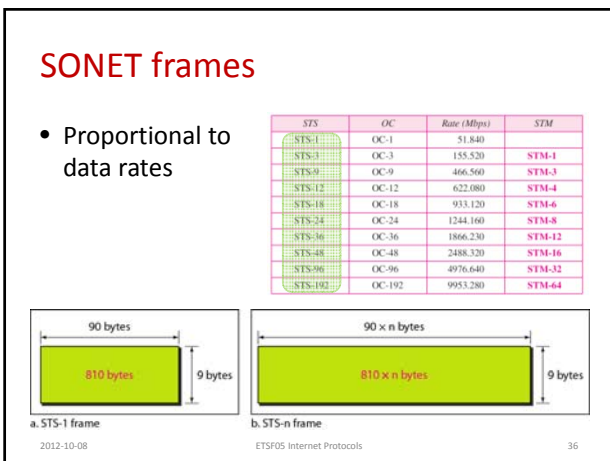 SONET frames
• Proportional to
data rates
STS OC Rate (Mbps) STM
STS-1 OC-1 51.840
STS-3 OC-3 155.520 STM-1
STS-9 OC-9 466.560 STM-3
STS-12 OC-12 622.080 STM-4
STS-18 OC-18 933.120 STM-6
STS-24 OC-24 1244.160 STM-8
STS-36 OC-36 1866.230 STM-12
STS-48 OC-48 2488.320 STM-16
STS-96 OC-96 4976.640 STM-32
STS-192 OC-192 9953.280 STM-64
90 bytes
810 bytes
9 bytes
a. STS-1 frame
90 × n bytes
810 × n bytes
9 bytes
b. STS-n frame
2012-10-08 ETSF05 Internet Protocols 36